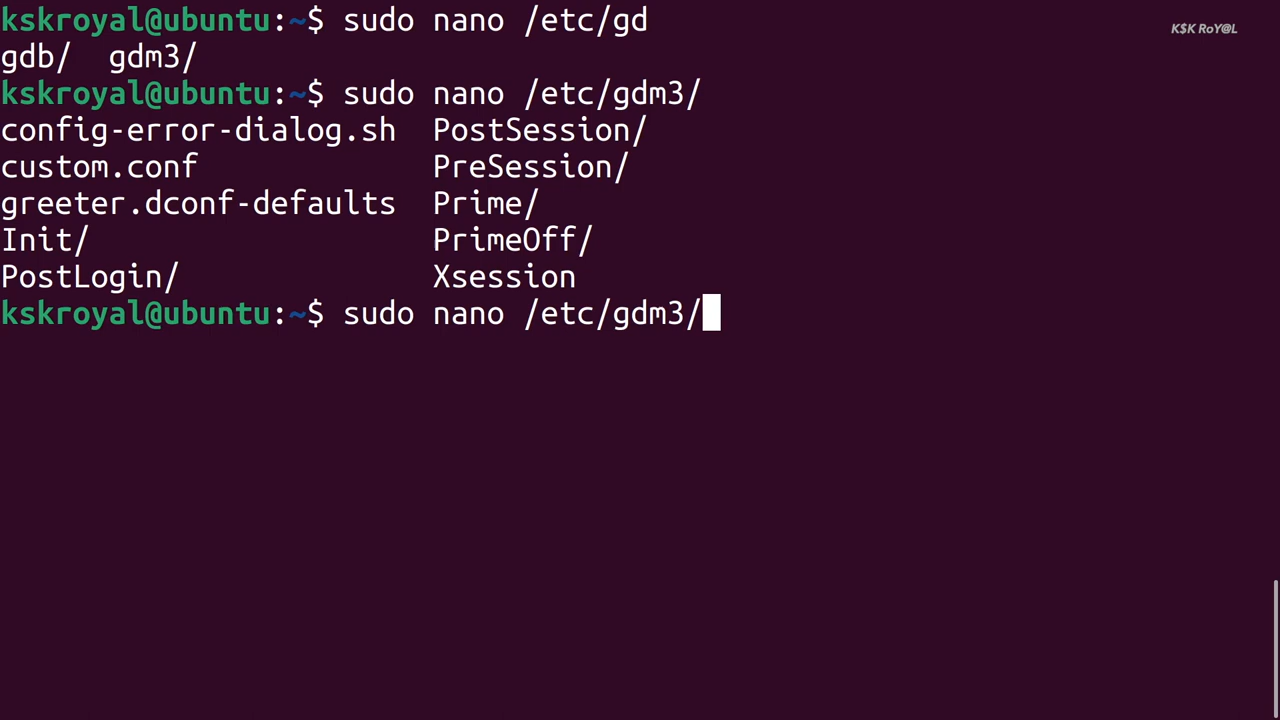 kskroyal@ubuntu:~$ sudo nano /etc/gd
K$K RoY@L
gdb/  gdm3/
kskroyal@ubuntu:~$ sudo nano /etc/gdm3/
config-error-dialog.sh  PostSession/
custom.conf             PreSession/
greeter.dconf-defaults  Prime/
Init/                   PrimeOff/
PostLogin/              Xsession
kskroyal@ubuntu:~$ sudo nano /etc/gdm3/